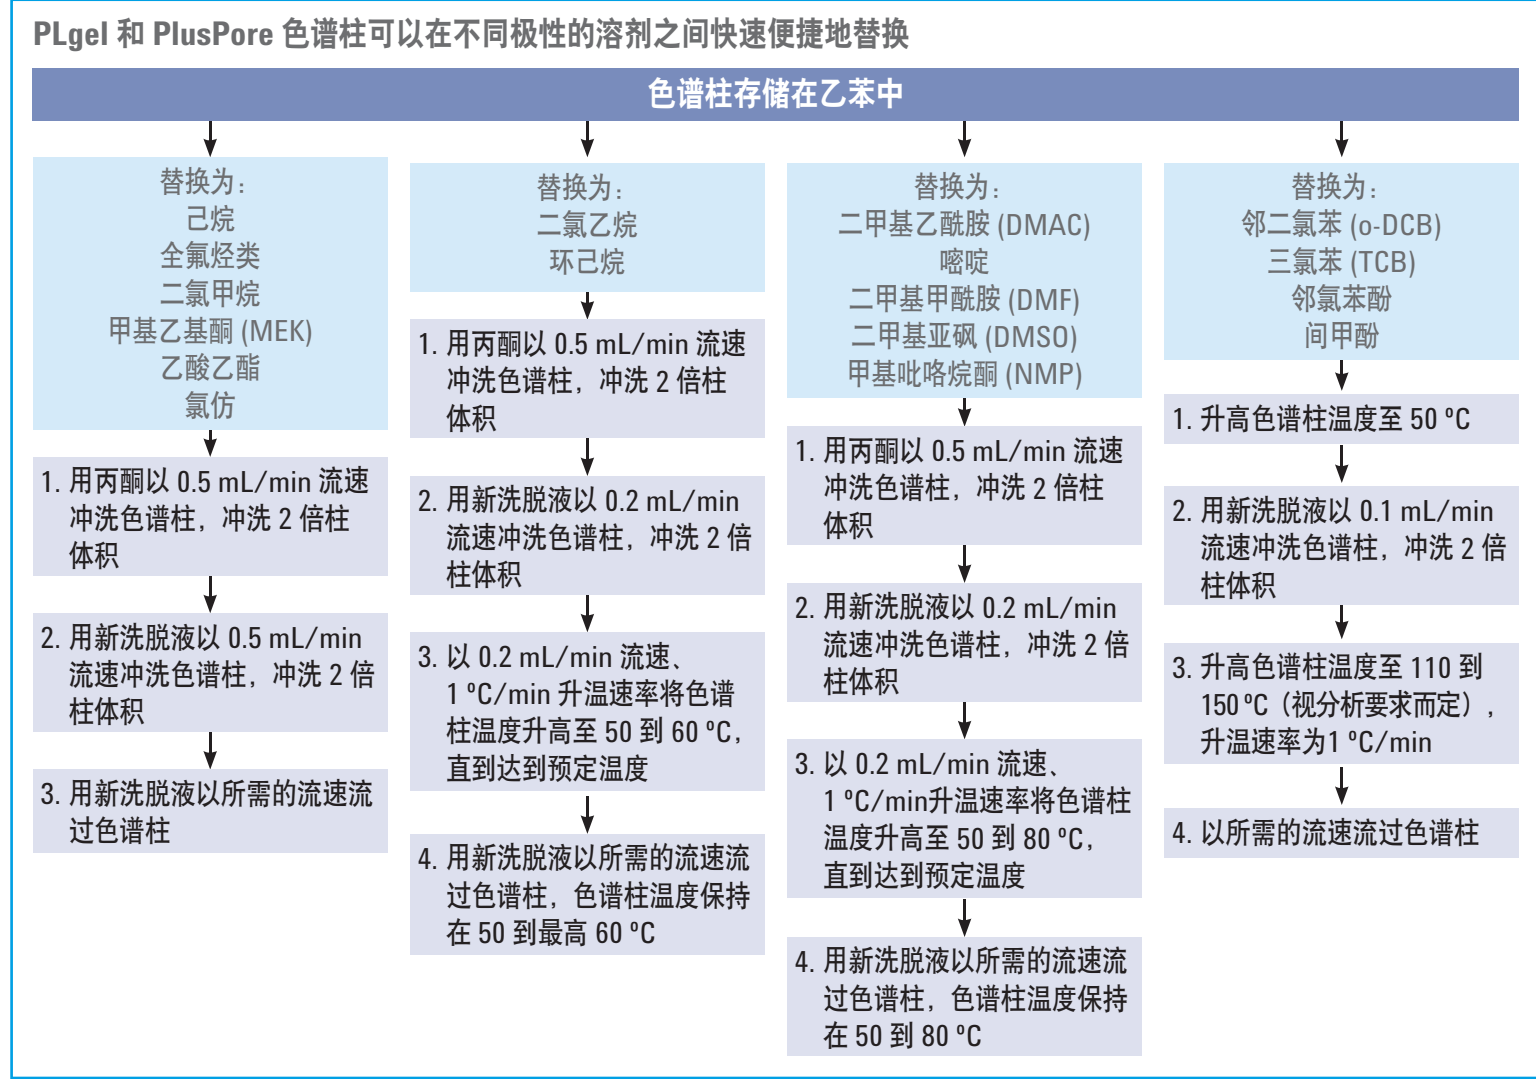 PLgel 和 PlusPore 色谱柱可以在不同极性的溶剂之间快速便捷地替换
色谱柱存储在乙苯中
替换为：
己烷
全氟烃类
二氯甲烷
甲基乙基酮 (MEK)
乙酸乙酯
氯仿
1. 用丙酮以 0.5 mL/min 流速
冲洗色谱柱，冲洗 2 倍柱
体积
2. 用新洗脱液以 0.5 mL/min
流速冲洗色谱柱，冲洗 2 倍
柱体积
3. 用新洗脱液以所需的流速流
过色谱柱
替换为：
二氯乙烷
环己烷
1. 用丙酮以 0.5 mL/min 流速
冲洗色谱柱，冲洗 2 倍柱
体积
2. 用新洗脱液以 0.2 mL/min
流速冲洗色谱柱，冲洗 2 倍
柱体积
3. 以 0.2 mL/min 流速、
1 ºC/min 升温速率将色谱
柱温度升高至 50 到 60 ºC，
直到达到预定温度
4. 用新洗脱液以所需的流速流
过色谱柱，色谱柱温度保持
在 50 到最高 60 ºC
替换为：
二甲基乙酰胺 (DMAC)
嘧啶
二甲基甲酰胺 (DMF)
二甲基亚砜 (DMSO)
甲基吡咯烷酮 (NMP)
1. 用丙酮以 0.5 mL/min 流速
冲洗色谱柱，冲洗 2 倍柱
体积
2. 用新洗脱液以 0.2 mL/min
流速冲洗色谱柱，冲洗 2 倍
柱体积
3. 以 0.2 mL/min 流速、
1 ºC/min升温速率将色谱柱
温度升高至 50 到 80 ºC，
直到达到预定温度
4. 用新洗脱液以所需的流速流
过色谱柱，色谱柱温度保持
在 50 到 80 ºC
替换为：
邻二氯苯 (o-DCB)
三氯苯 (TCB)
邻氯苯酚
间甲酚
1. 升高色谱柱温度至 50 ºC
2. 用新洗脱液以 0.1 mL/min
流速冲洗色谱柱，冲洗 2 倍
柱体积
3. 升高色谱柱温度至 110 到
150 ºC（视分析要求而定），
升温速率为1 ºC/min
4. 以所需的流速流过色谱柱